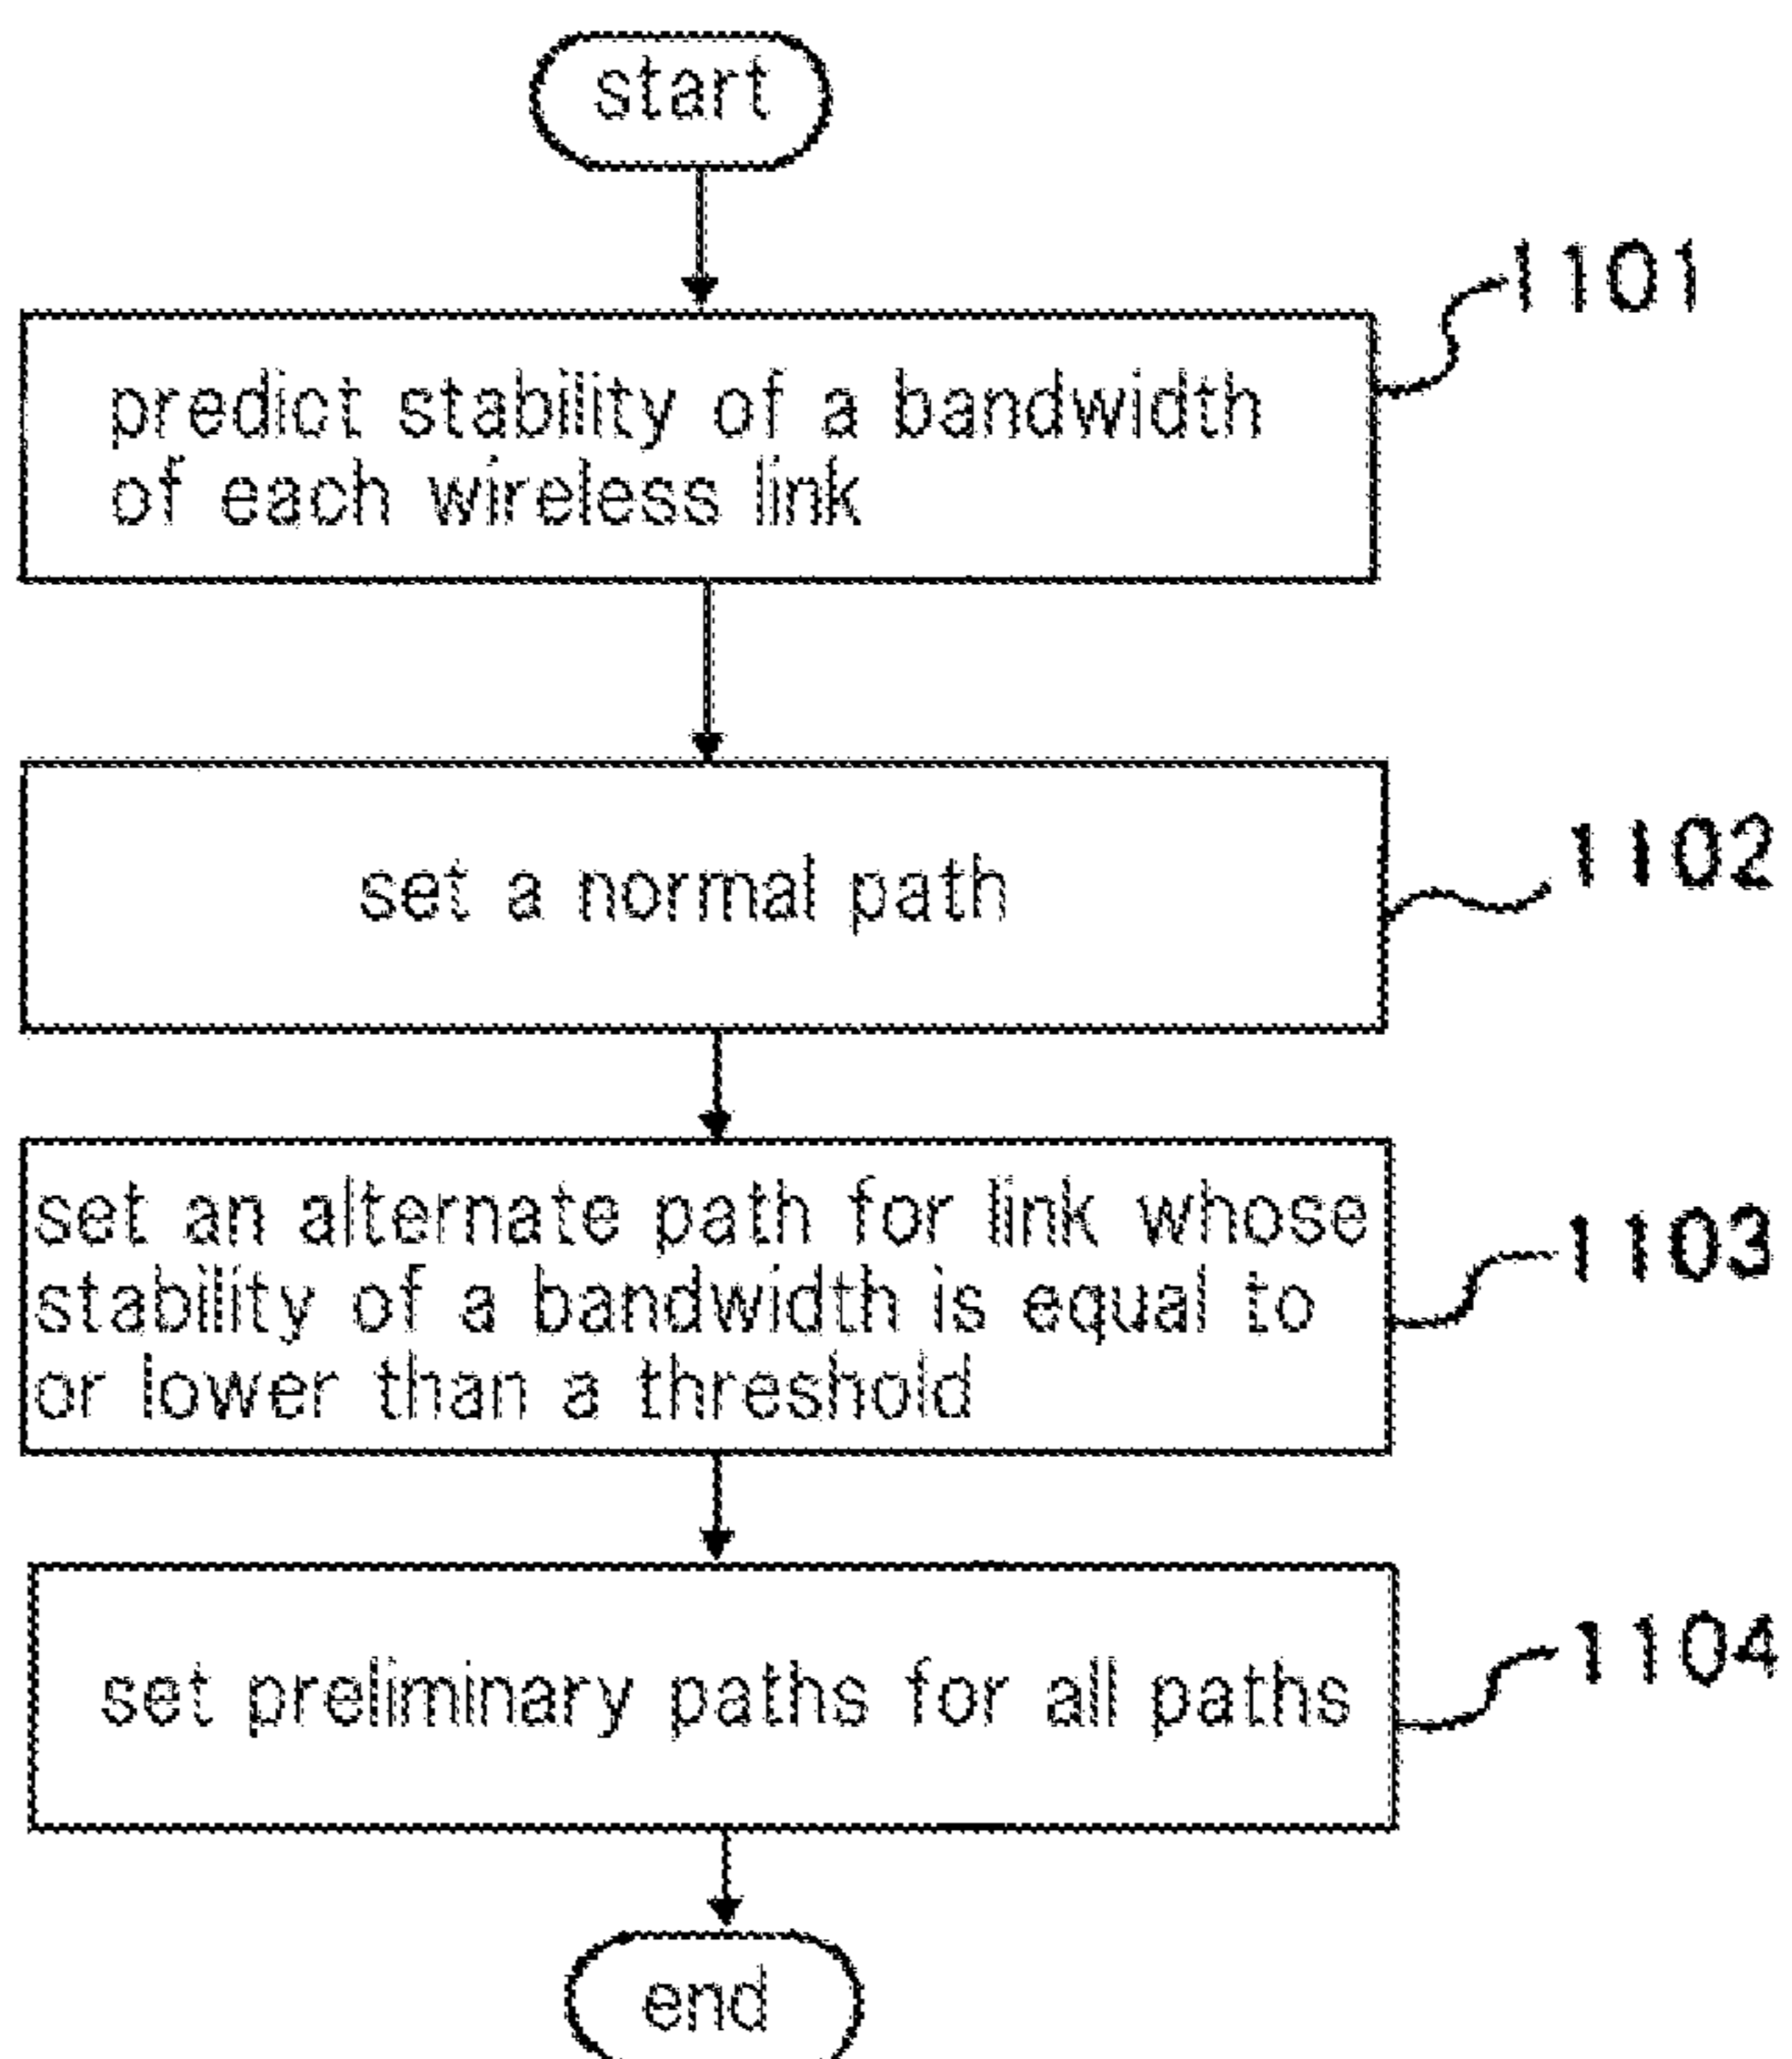 start
1101
predict stability of a bandwidth
of each wireless link
1102
set a normal path
1103
set an alternate path for link whose
stability of a bandwidth is equal to
or lower than a threshold
1104
set preliminary paths for all paths
end